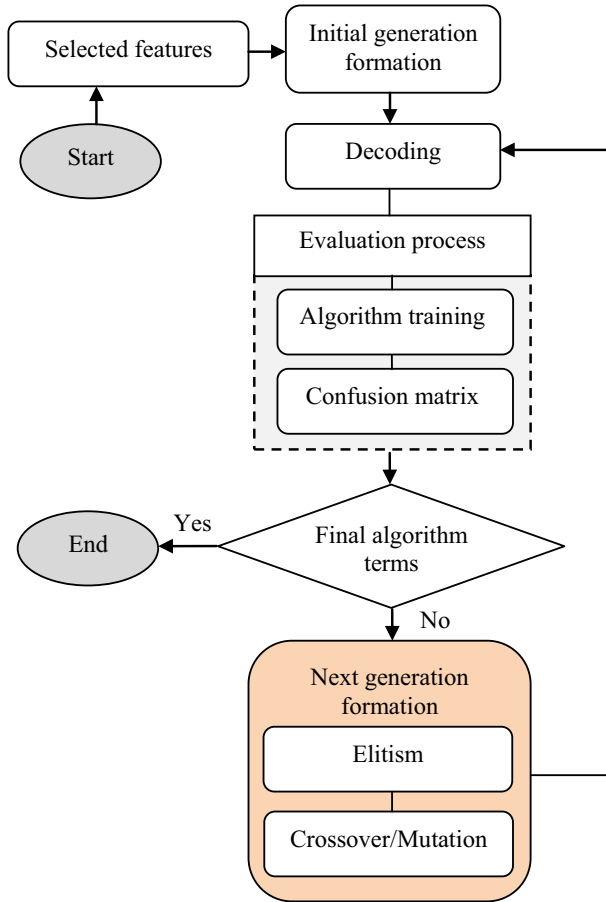 Selected features
Initial generation
formation
Start
Decoding
Evaluation process
Algorithm training
Confusion matrix
Yes
End
Final algorithm
terms
No
Next generation
formation
Elitism
Crossover/Mutation